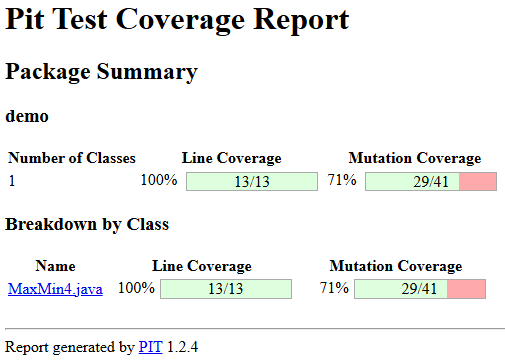 Pit Test Coverage Report
Package Summary
demo
Number of Classes Line Coverage Mutation Coverage
1 100% 13/13 71% 29/41
Breakdown by Class
Name Line Coverage Mutation Coverage
MaxMin4.java 100% 13/13 71% 29/41
Report generated by PIT 1.2.4